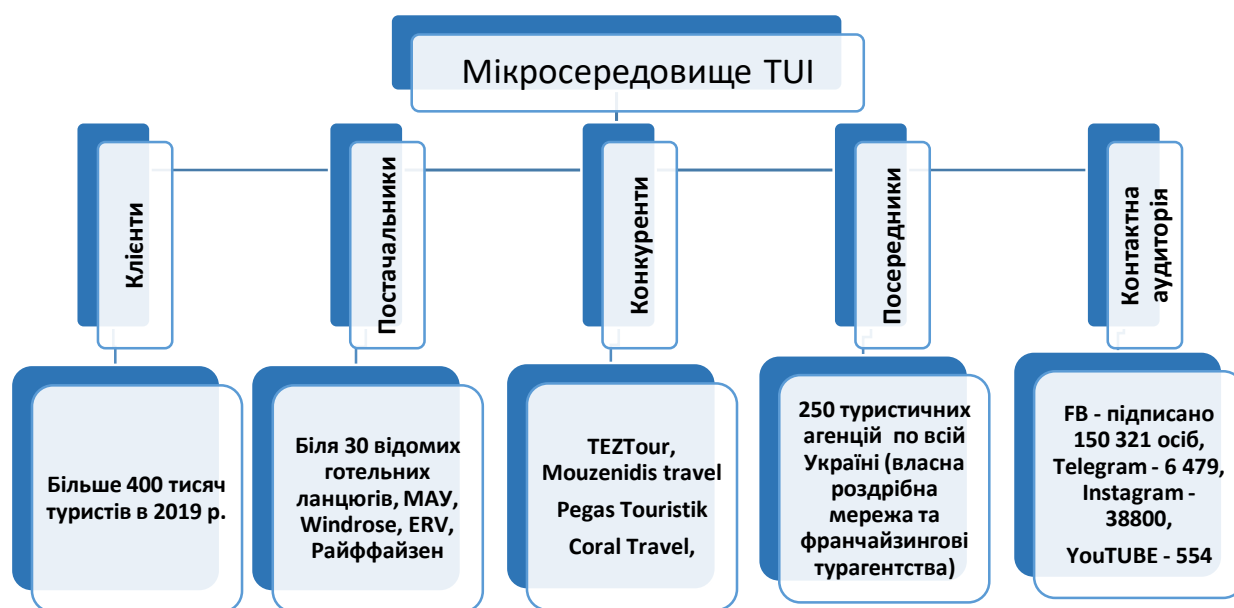 Мікросередовище TUI
Клієнти
Постачальники
Конкуренти
Посередники
Контактна
аудиторія
Більше 400 тисяч
туристів в 2019 р.
Біля 30 відомих
готельних
ланцюгів, МАУ,
Windrose, ERV,
Райффайзен
TEZTour,
Mouzenidis travel
Pegas Touristik
Coral Travel,
250 туристичних
агенцій по всій
Україні (власна
роздрібна
мережа та
франчайзингові
турагентства)
FB - підписано
150 321 осіб,
Telegram - 6 479,
Instagram -
38800,
YouTUBE - 554